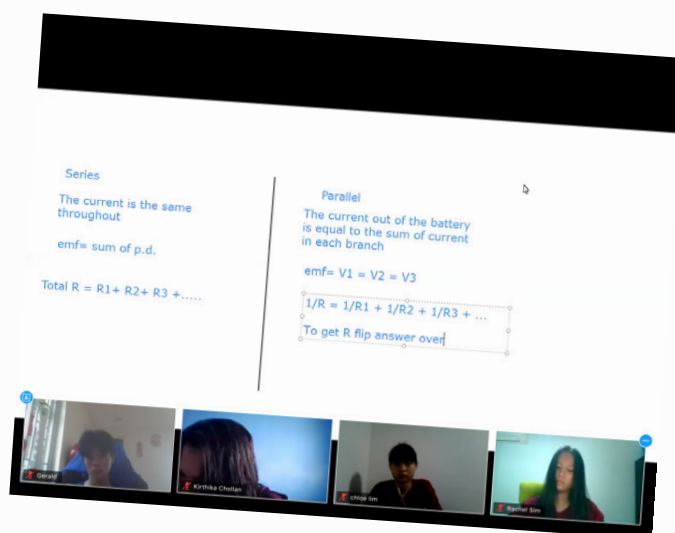 Series
The current is the same
throughout
emf= sum of p.d.
Total R = R1+ R2+ R3 +.....
Parallel
The current out of the battery
is equal to the sum of current
in each branch
emf= V1 = V2 = V3
1/R = 1/R1 + 1/R2 + 1/R3 + ...
To get R flip answer over
Gerald
Kirthika Chellan
chloe lim
Rachel Sim